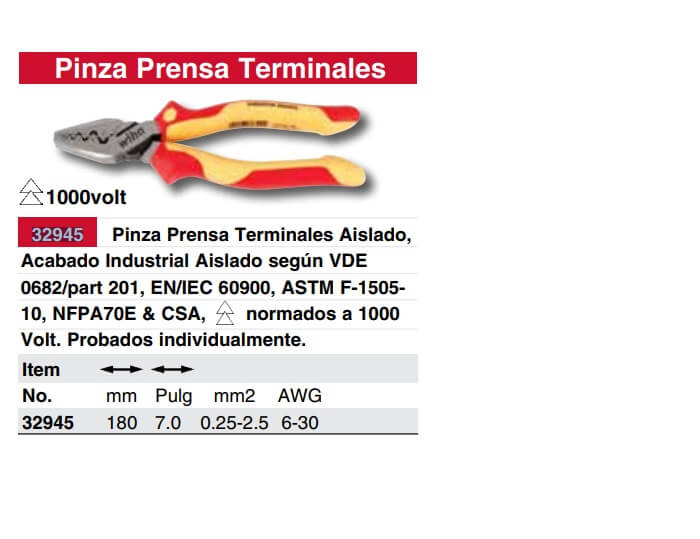 Pinza Prensa Terminales
wiha
1000volt
32945 Pinza Prensa Terminales Aislado,
Acabado Industrial Aislado según VDE
0682/part 201, EN/IEC 60900, ASTM F-1505-
10, NFPA70E & CSA, normados a 1000
Volt. Probados individualmente.
Item
No. mm Pulg mm2 AWG
32945 180 7.0 0.25-2.5 6-30